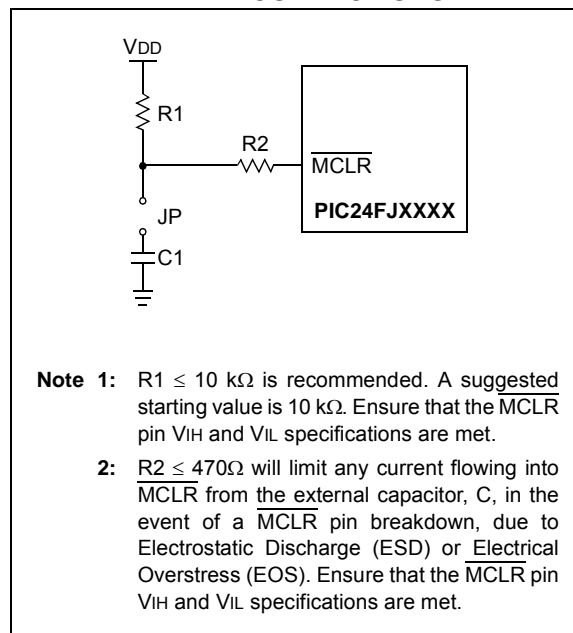 VDD
R1
R2
MCLR
JP
PIC24FJXXXX
C1
Note 1: R1 ≤ 10 kΩ is recommended. A suggested
starting value is 10 kΩ. Ensure that the MCLR
pin VIH and VIL specifications are met.
2: R2 ≤ 470Ω will limit any current flowing into
MCLR from the external capacitor, C, in the
event of a MCLR pin breakdown, due to
Electrostatic Discharge (ESD) or Electrical
Overstress (EOS). Ensure that the MCLR pin
VIH and VIL specifications are met.